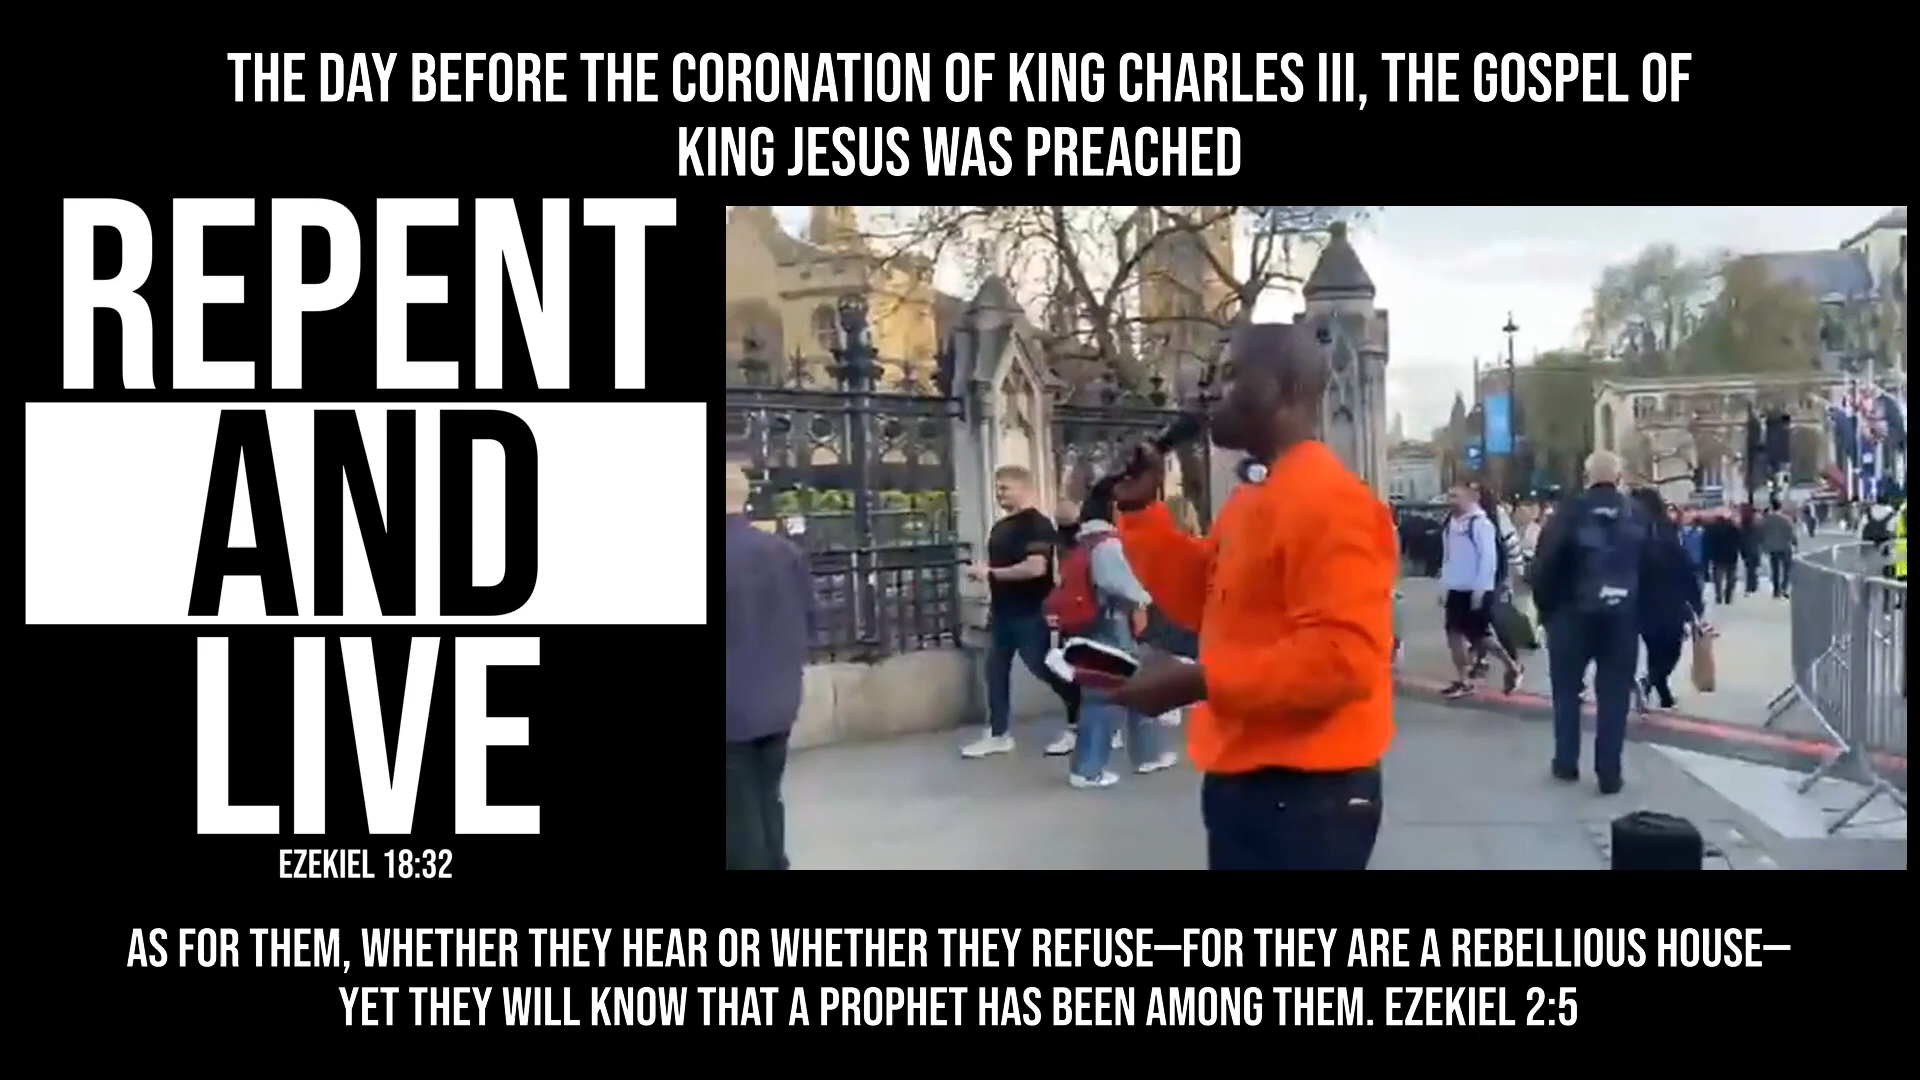 THE DAY BEFORE THE CORONATION OF KING CHARLES III, THE GOSPEL OF
KING JESUS WAS PREACHED
REPENT
AND
LIVE
EZEKIEL 18:32
AS FOR THEM, WHETHER THEY HEAR OR WHETHER THEY REFUSE—FOR THEY ARE A REBELLIOUS HOUSE—
YET THEY WILL KNOW THAT A PROPHET HAS BEEN AMONG THEM. EZEKIEL 2:5